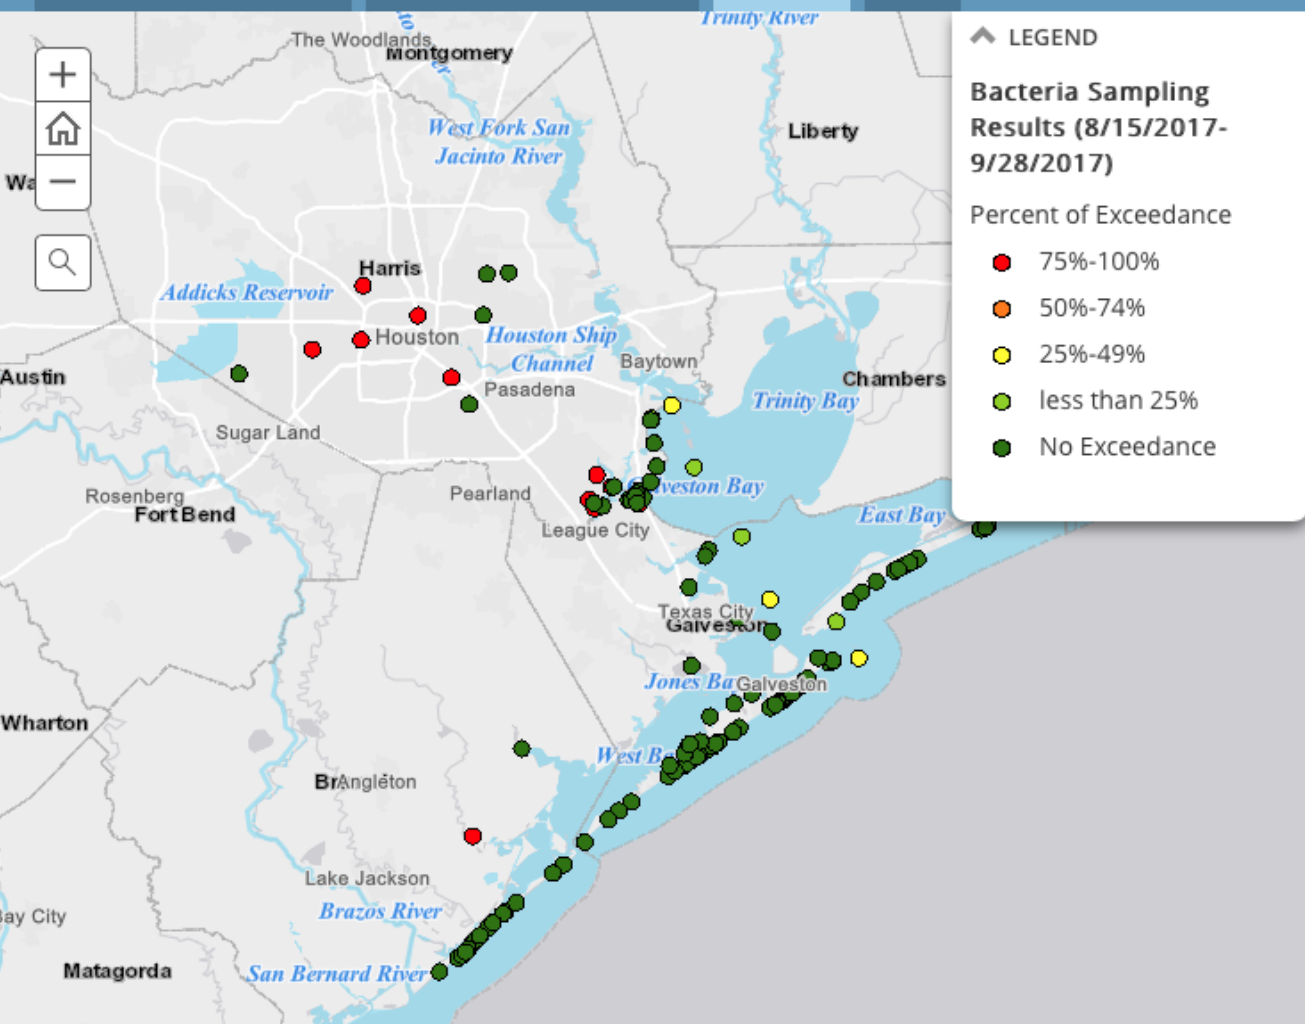 Trinity River
The Woodlands
Montgomery
West Fork San
Jacinto River
Liberty
Harris
Addicks Reservoir
Houston
Houston Ship
Channel
Baytown
Austin
Pasadena
Chambers
Trinity Bay
Sugar Land
Rosenberg
Fort Bend
Pearland
League City
East Bay
Texas City
Galveston
Galveston
Wharton
Angleton
Lake Jackson
Brazos River
Bay City
Matagorda
San Bernard River
LEGEND
Bacteria Sampling
Results (8/15/2017-
9/28/2017)
Percent of Exceedance
75%-100%
50%-74%
25%-49%
less than 25%
No Exceedance